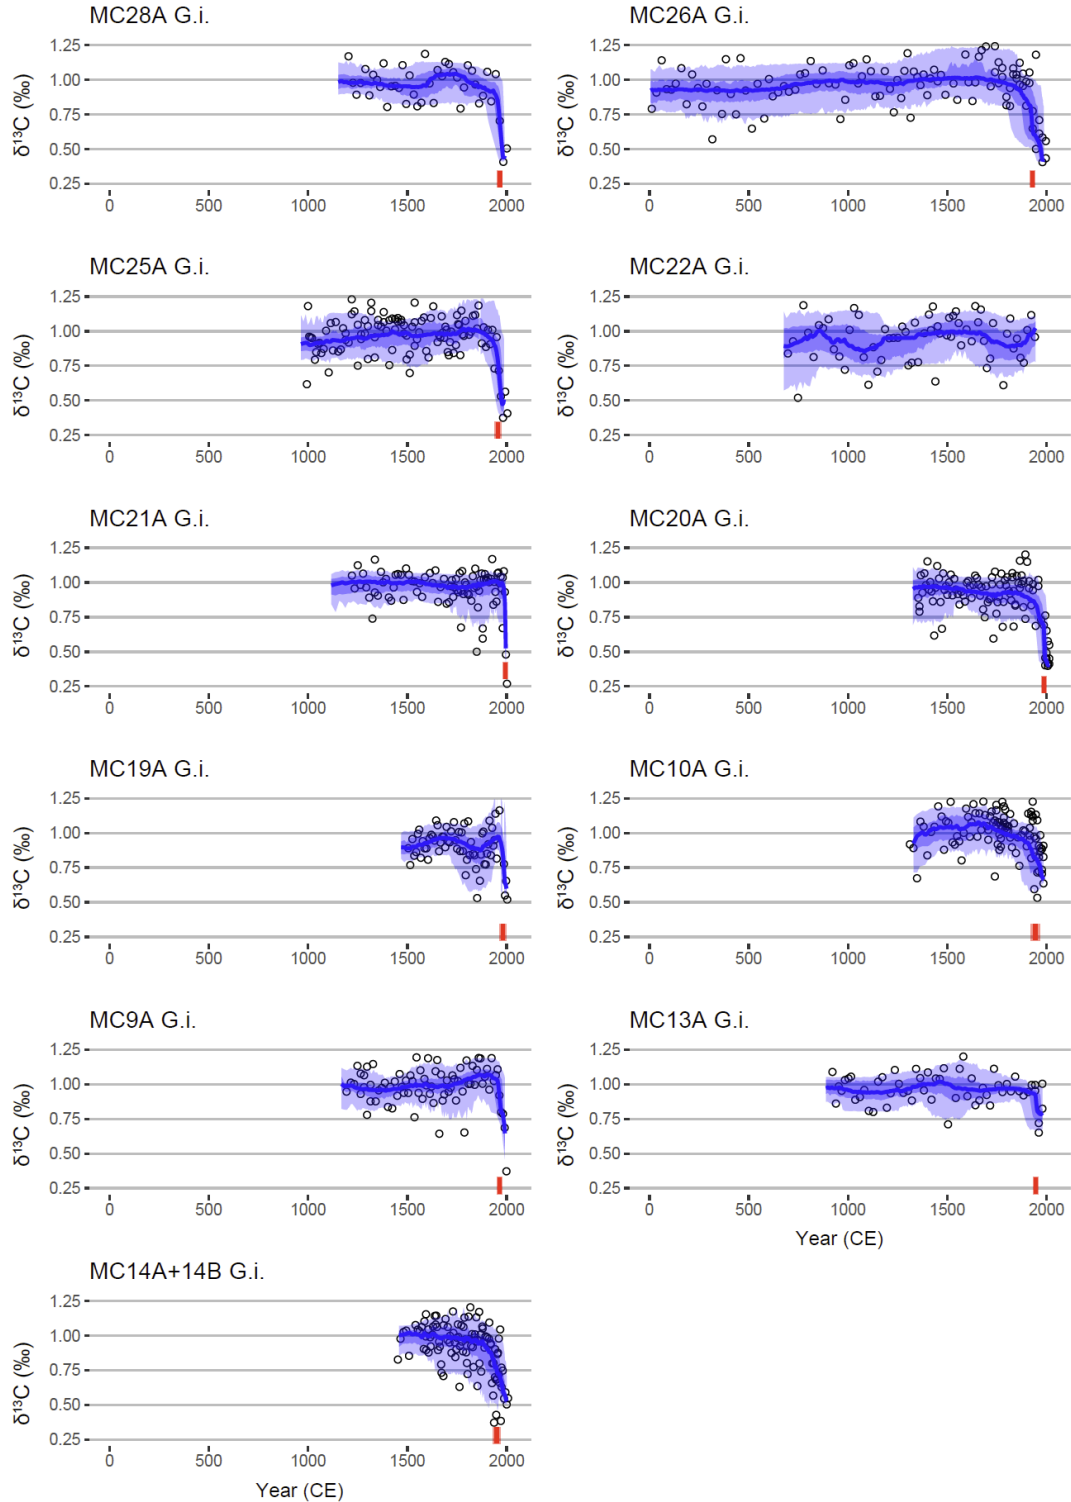 MC28A G.i.
δ¹³C (‰)
1.25
1.00
0.75
0.50
0.25
0 500 1000 1500 2000
MC26A G.i.
δ¹³C (‰)
1.25
1.00
0.75
0.50
0.25
0 500 1000 1500 2000
MC25A G.i.
δ¹³C (‰)
1.25
1.00
0.75
0.50
0.25
0 500 1000 1500 2000
MC22A G.i.
δ¹³C (‰)
1.25
1.00
0.75
0.50
0.25
0 500 1000 1500 2000
MC21A G.i.
δ¹³C (‰)
1.25
1.00
0.75
0.50
0.25
0 500 1000 1500 2000
MC20A G.i.
δ¹³C (‰)
1.25
1.00
0.75
0.50
0.25
0 500 1000 1500 2000
MC19A G.i.
δ¹³C (‰)
1.25
1.00
0.75
0.50
0.25
0 500 1000 1500 2000
MC10A G.i.
δ¹³C (‰)
1.25
1.00
0.75
0.50
0.25
0 500 1000 1500 2000
MC9A G.i.
δ¹³C (‰)
1.25
1.00
0.75
0.50
0.25
0 500 1000 1500 2000
MC13A G.i.
δ¹³C (‰)
1.25
1.00
0.75
0.50
0.25
0 500 1000 1500 2000
Year (CE)
MC14A+14B G.i.
δ¹³C (‰)
1.25
1.00
0.75
0.50
0.25
0 500 1000 1500 2000
Year (CE)